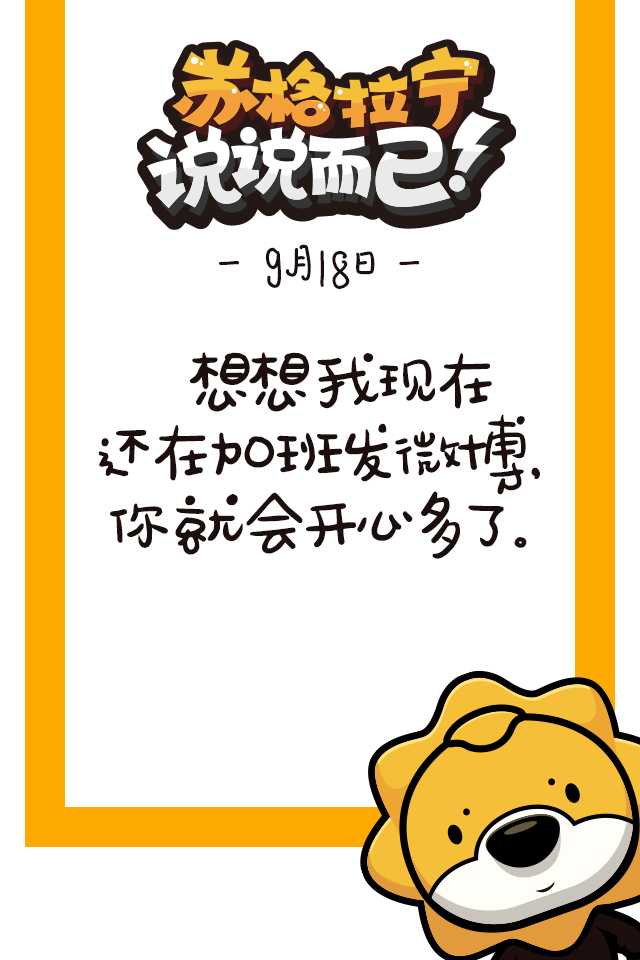 苏格拉宁
说说而已!
- 9月18日 -
想想我现在
还在加班发微博,
你就会开心多了。